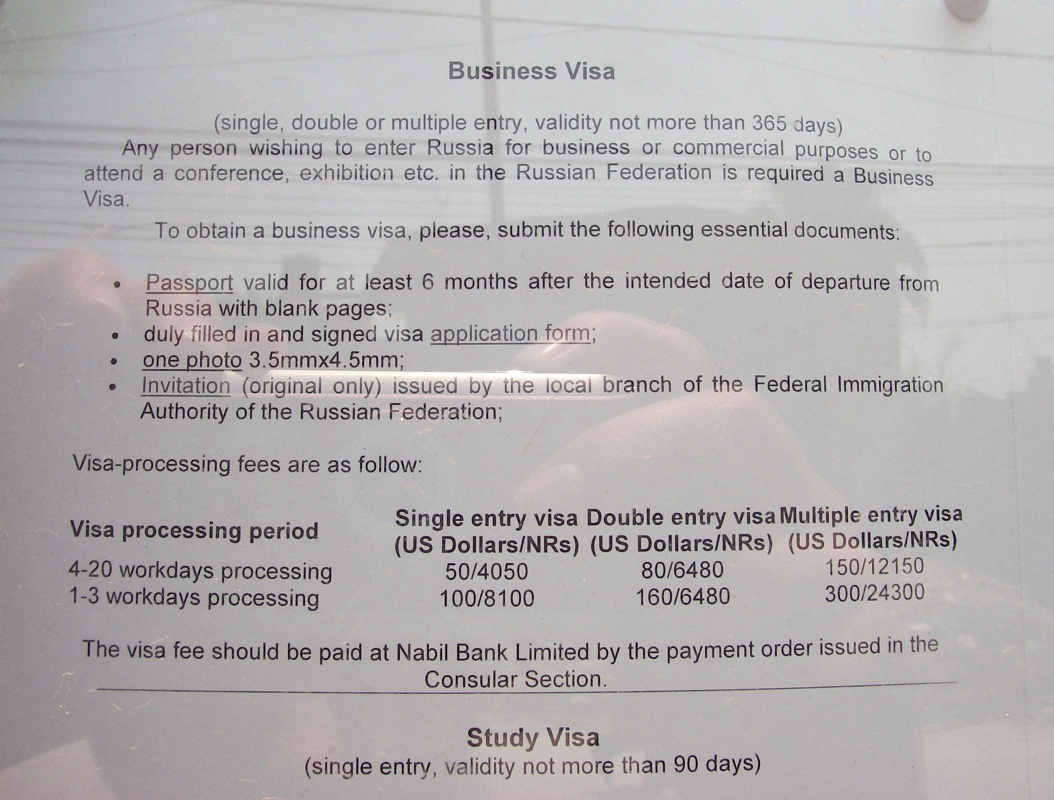 Business Visa
(single, double or multiple entry, validity not more than 365 days)
Any person wishing to enter Russia for business or commercial purposes or to
attend a conference, exhibition etc. in the Russian Federation is required a Business
Visa.
To obtain a business visa, please, submit the following essential documents:
• Passport valid for at least 6 months after the intended date of departure from
Russia with blank pages;
• duly filled in and signed visa application form;
• one photo 3.5mmx4.5mm;
• Invitation (original only) issued by the local branch of the Federal Immigration
Authority of the Russian Federation;
Visa-processing fees are as follow:
Visa processing period Single entry visa Double entry visa Multiple entry visa
(US Dollars/NRs) (US Dollars/NRs) (US Dollars/NRs)
4-20 workdays processing 50/4050 80/6480 150/12150
1-3 workdays processing 100/8100 160/6480 300/24300
The visa fee should be paid at Nabil Bank Limited by the payment order issued in the
Consular Section.
Study Visa
(single entry, validity not more than 90 days)